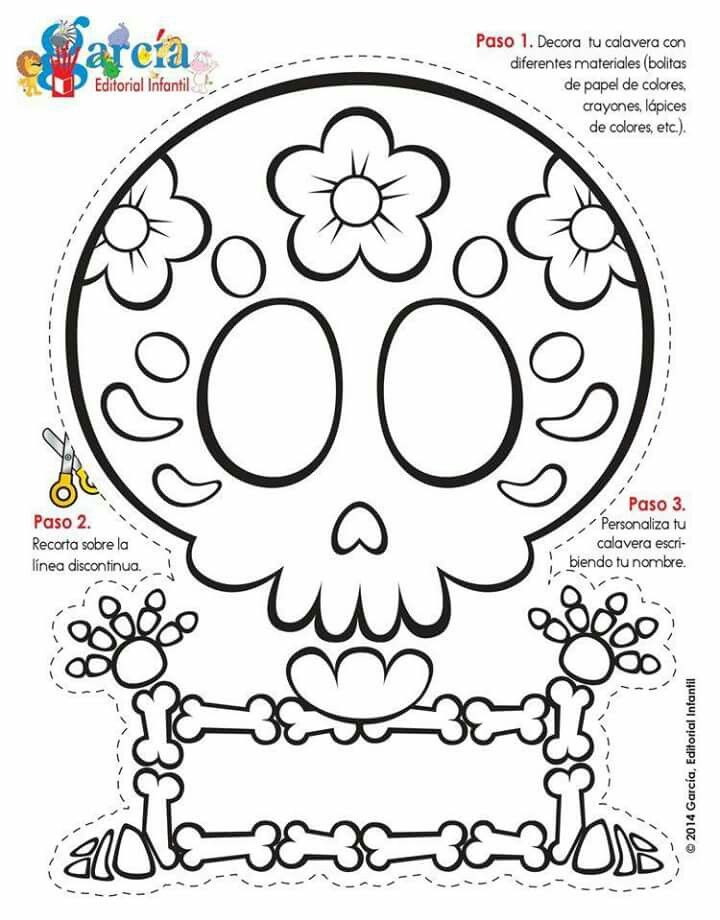 García
Editorial Infantil
Paso 1. Decora tu calavera con
diferentes materiales (bolitas
de papel de colores,
crayones, lápices
de colores, etc.).
Paso 2.
Recorta sobre la
línea discontinua.
Paso 3.
Personaliza tu
calavera escri-
biendo tu nombre.
© 2014 García, Editorial Infantil